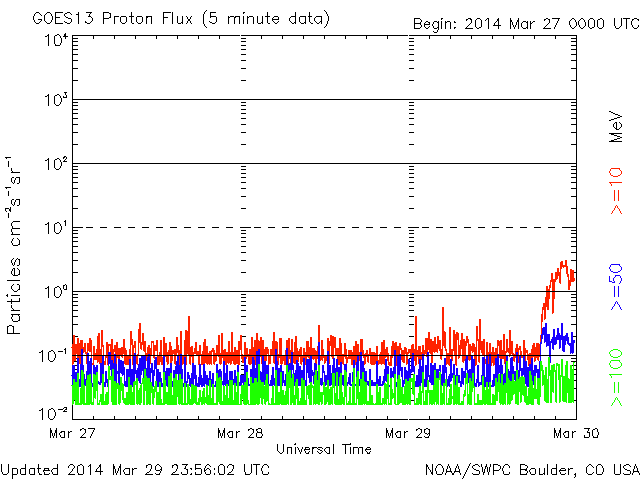 GOES13 Proton Flux (5 minute data)
Begin: 2014 Mar 27 0000 UTC
10⁴
10³
10²
10¹
10⁰
10⁻¹
10⁻²
Particles cm⁻²s⁻¹sr⁻¹
MeV
>=10
>=50
>=100
Mar 27
Mar 28
Mar 29
Mar 30
Universal Time
Updated 2014 Mar 29 23:56:02 UTC
NOAA/SWPC Boulder, CO USA